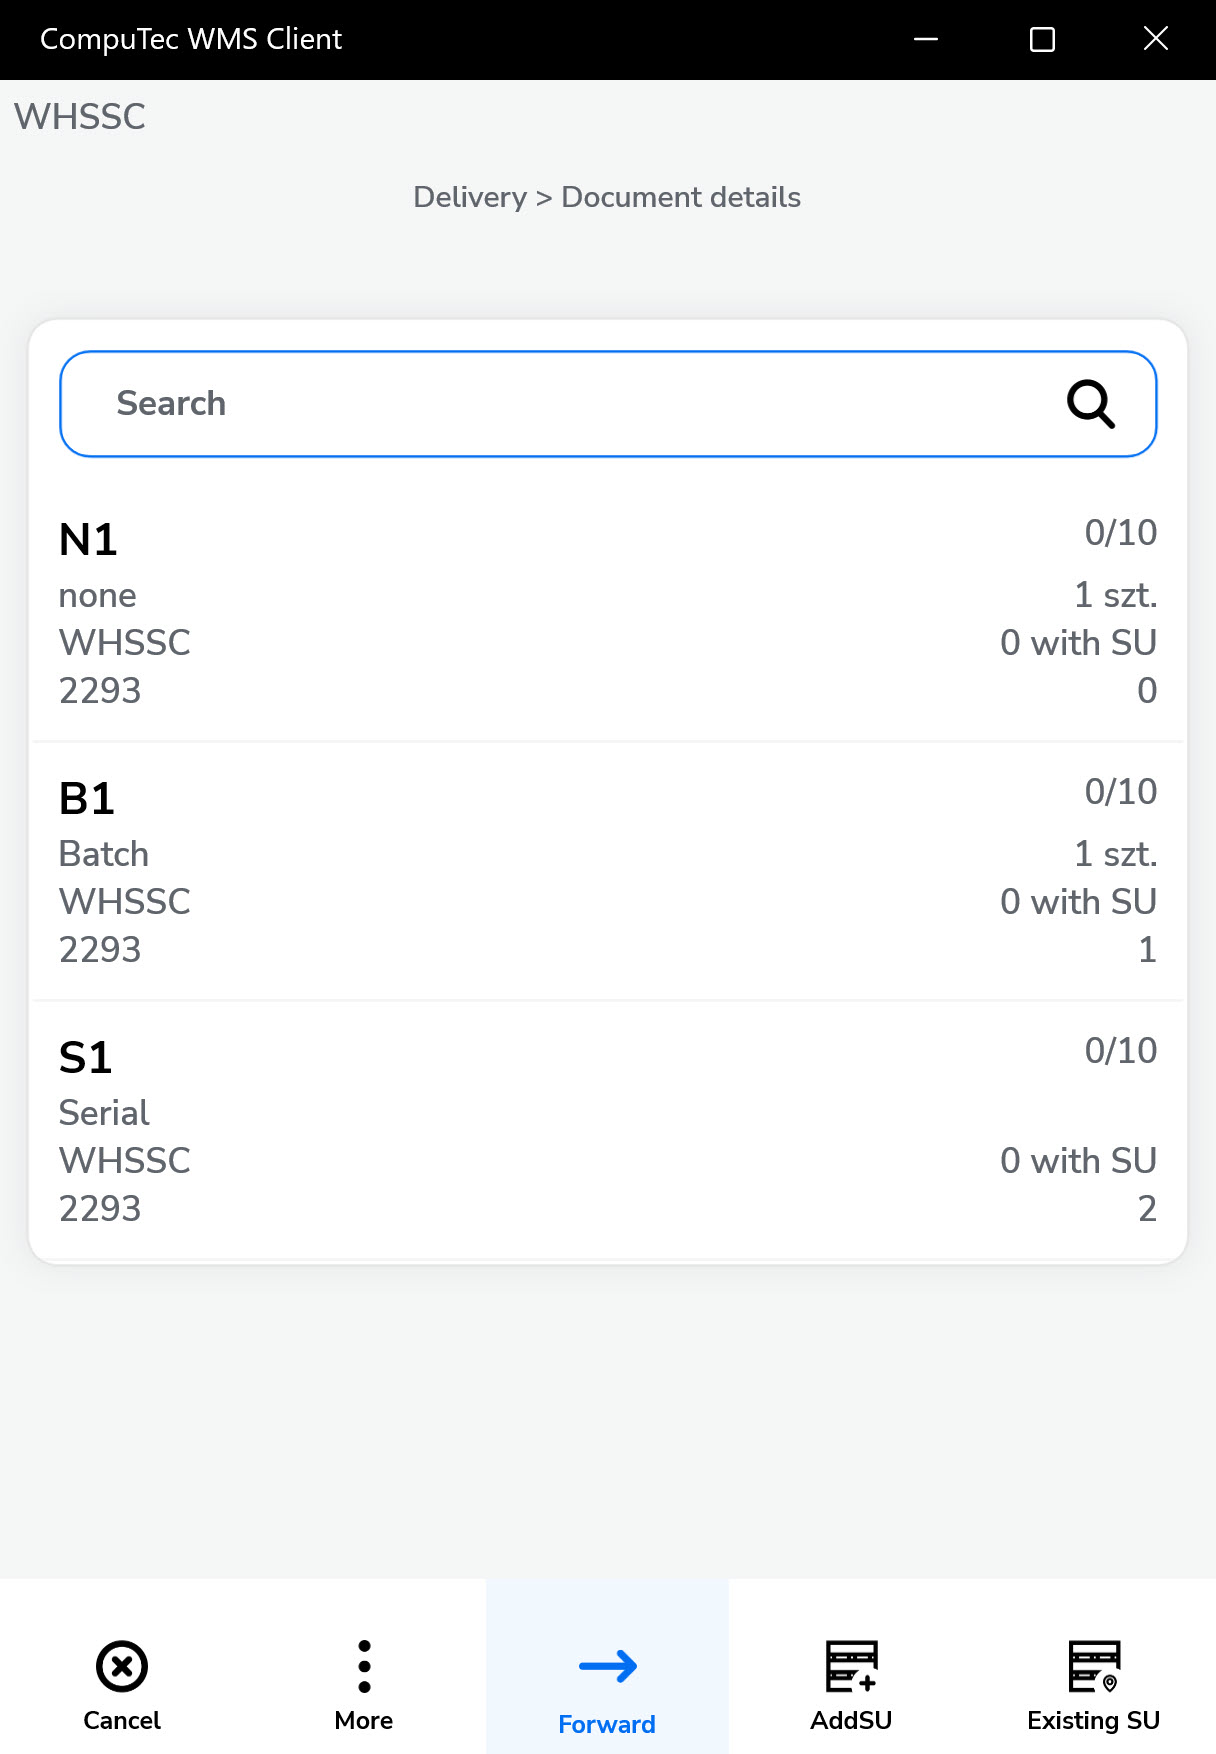 CompuTec WMS Client
WHSSC
Delivery > Document details
Search
N1 0/10
none 1 szt.
WHSSC 0 with SU
2293 0
B1 0/10
Batch 1 szt.
WHSSC 0 with SU
2293 1
S1 0/10
Serial
WHSSC 0 with SU
2293 2
Cancel More Forward AddSU Existing SU